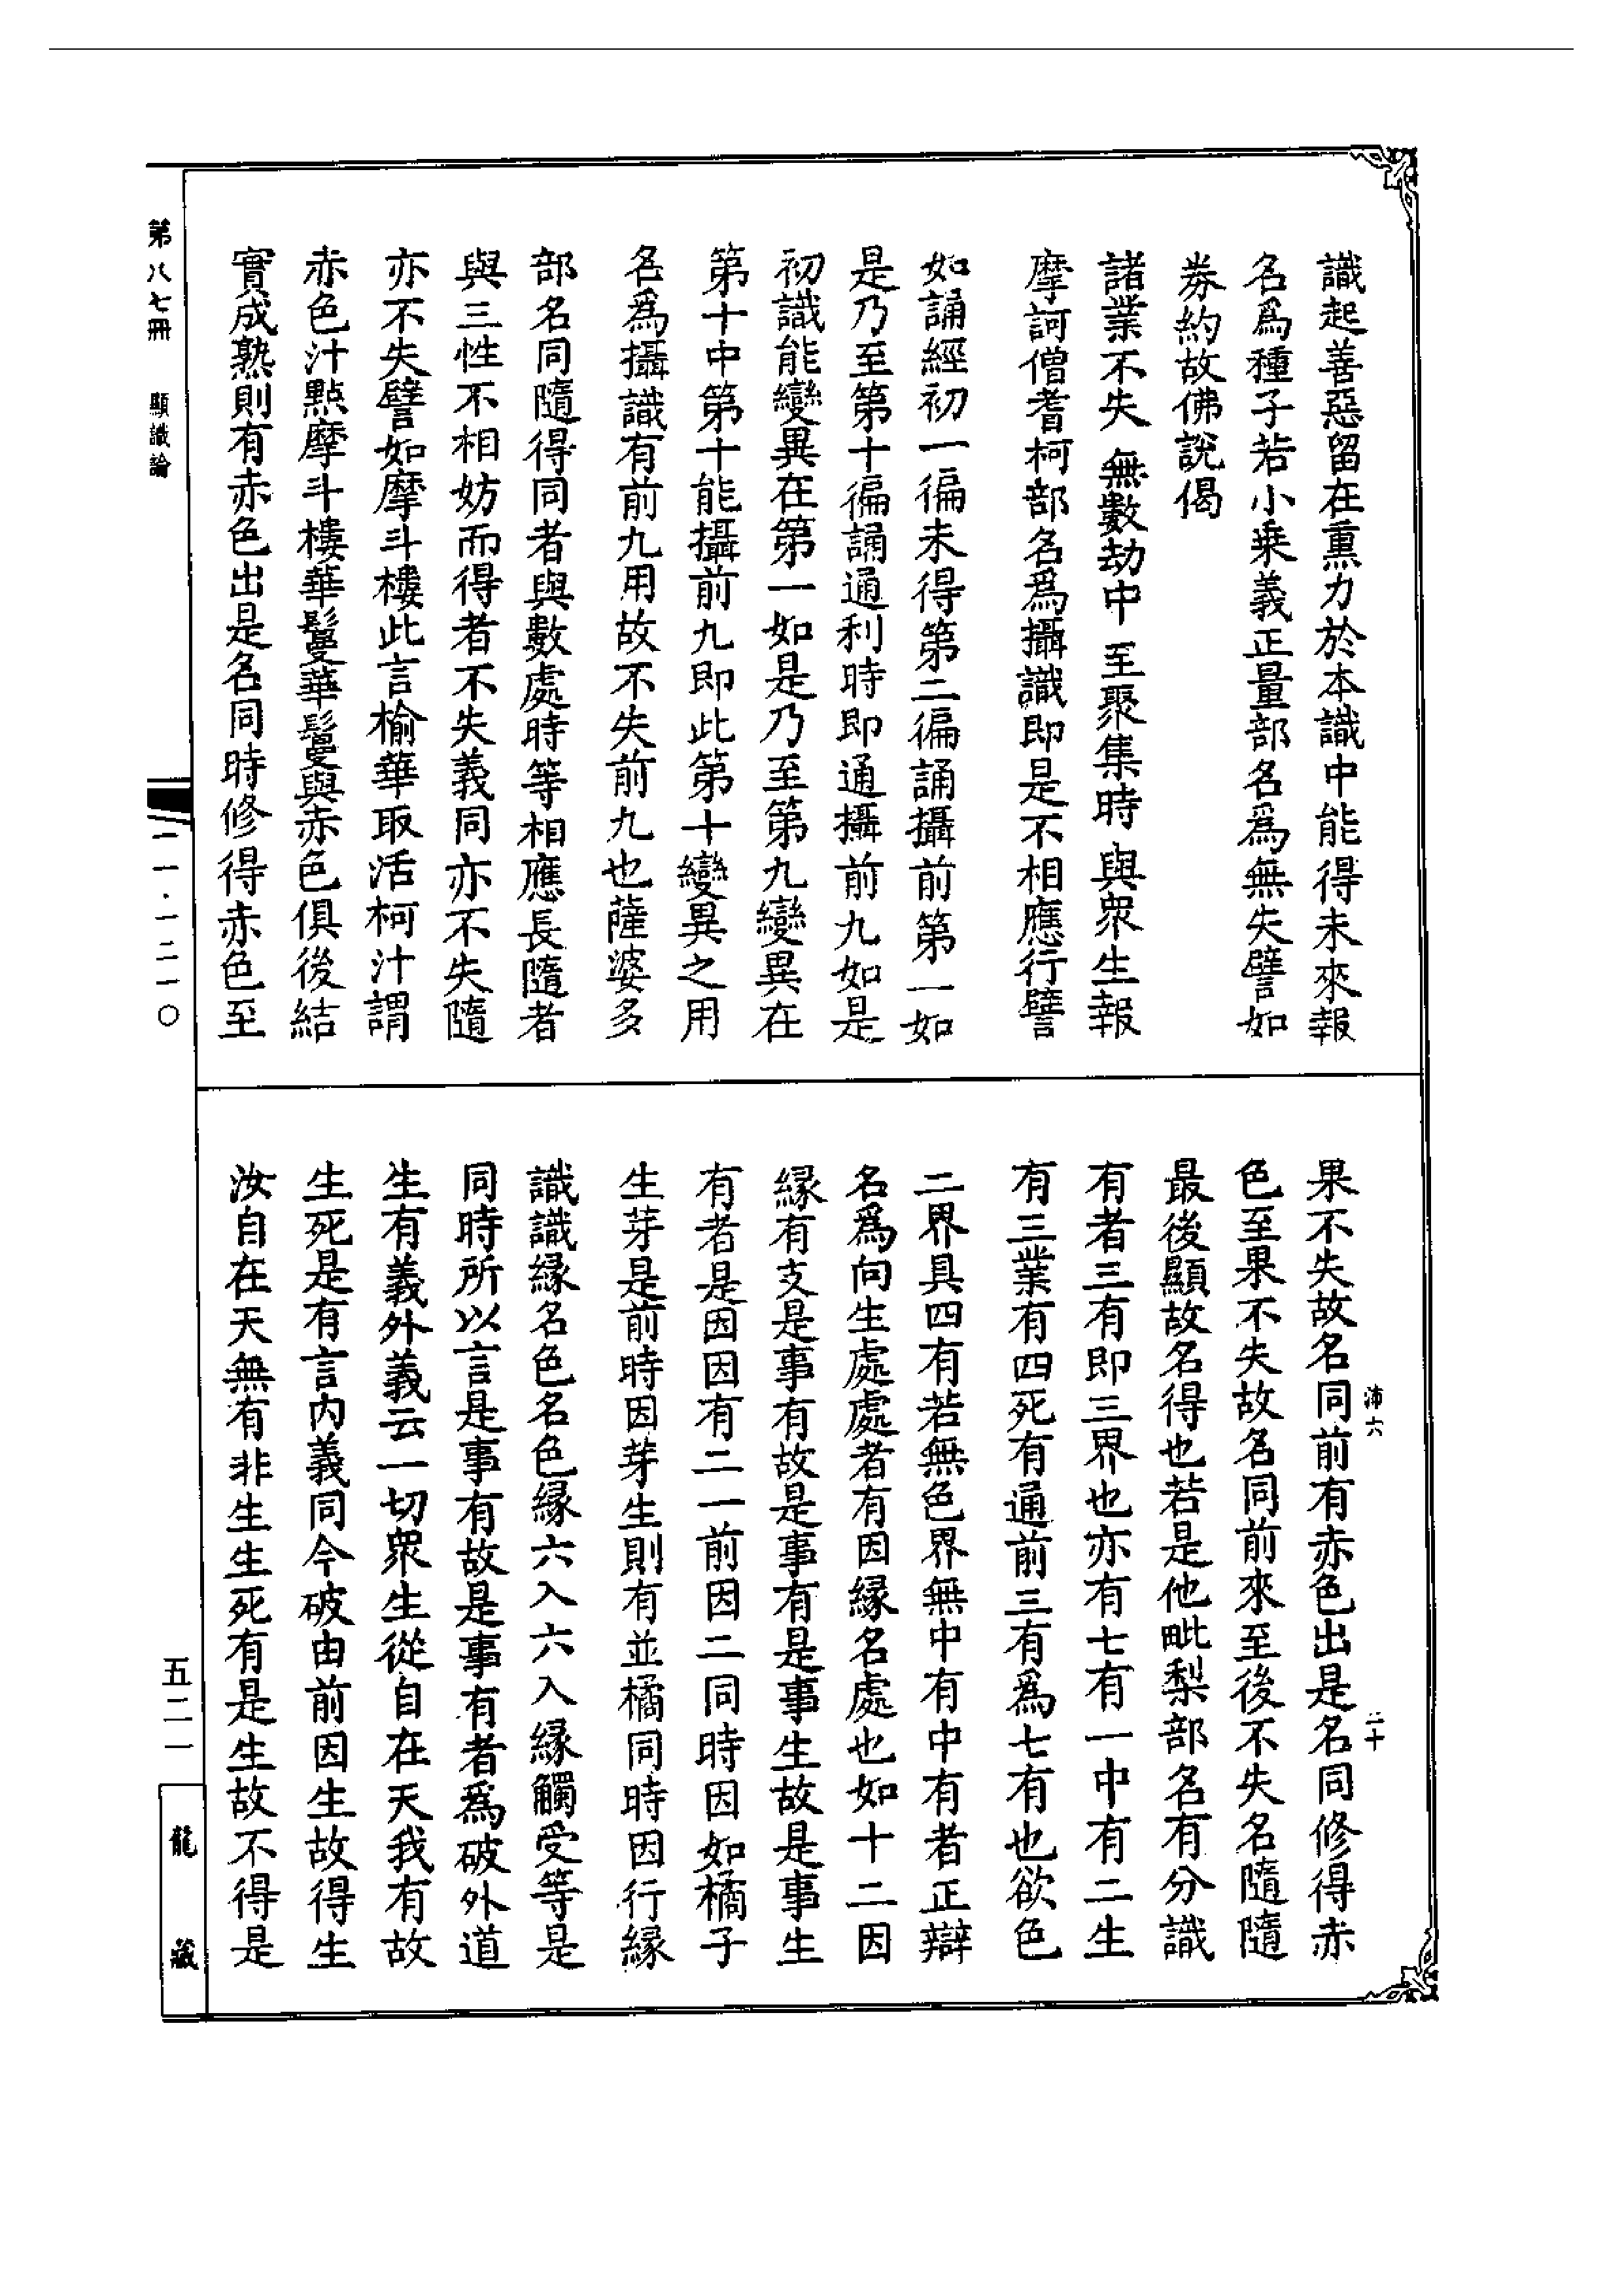 識起善惡留在熏力於本識中能得未來報
名爲種子若小乗義正量部名爲無失譬如
券約故佛說偈
諸業不失 無數劫中 至聚集時 與衆生報
摩訶僧耆柯部名爲攝識即是不相應行譬
如誦經初一徧未得第二徧誦攝前第一如
是乃至第十徧誦通利時即通攝前九如是
初識能變異在第一如是乃至第九變異在
第十中第十能攝前九即此第十變異之用
名爲攝識有前九用故不失前九也薩婆多
部名同隨得同者與數處時等相應長隨者
與三性不相妨而得者不失義同亦不失隨
亦不失譬如摩斗樓此言榆華取活柯汁謂
赤色汁點摩斗樓華鬘華鬘與赤色俱後結
實成熟則有赤色出是名同時修得赤色至
果不失故名同前有赤色出是名同修得赤
色至果不失故名同前來至後不失名隨隨
最後顯故名得也若是他毗梨部名有分識
有者三有即三界也亦有七有一中有二生
有三業有四死有通前三有爲七有也欲色
二界具四有若無色界無中有中有者正辯
名爲向生處處者有因緣名處也如十二因
緣有支是事有故是事有是事生故是事生
有者是因因有二一前因二同時因如橘子
生芽是前時因芽生則有並橘同時因行緣
識識緣名色名色緣六入六入緣觸受等是
同時所以言是事有故是事有者爲破外道
生有義外義云一切衆生從自在天我有故
生死是有言內義同今破由前因生故得生
汝自在天無有非生生死有是生故不得是
沛六
二十
第八七冊 顯識論
二一·一二一〇
五二一
龍藏